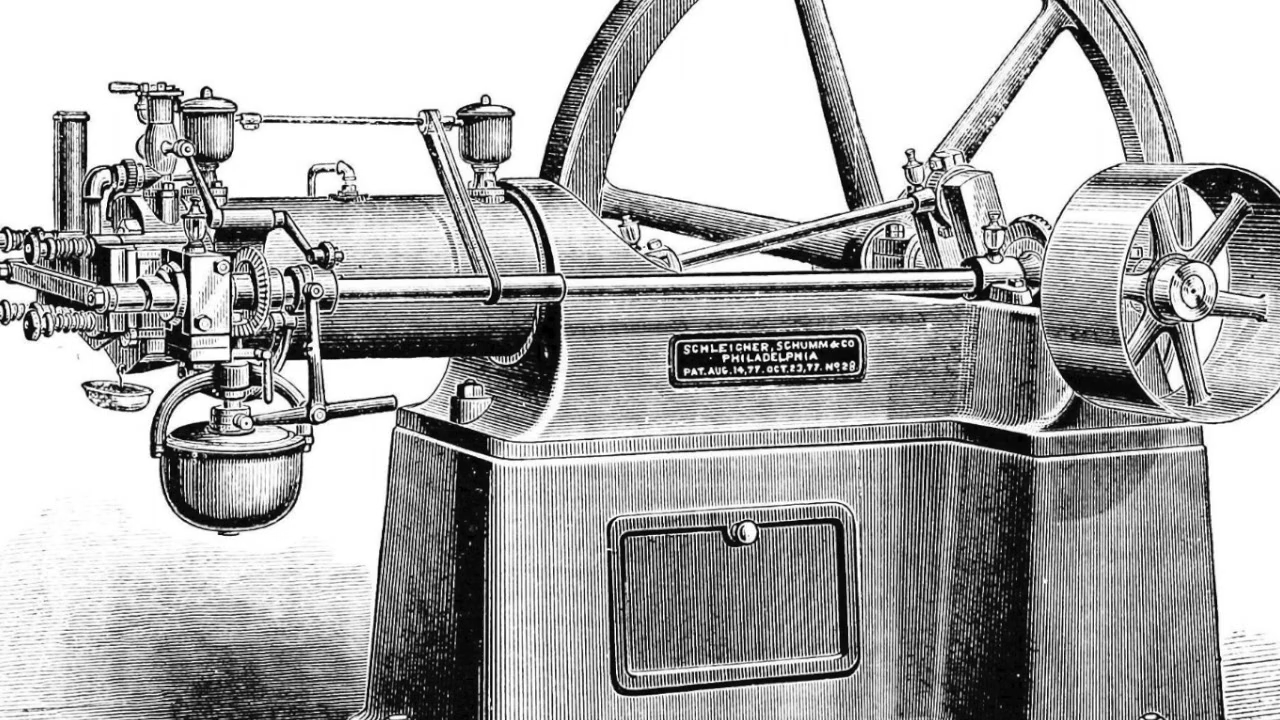 SCHLEICHER, SCHUMM & CO
PHILADELPHIA
PAT. AUG. 14, 77. OCT. 23, 77. No 28